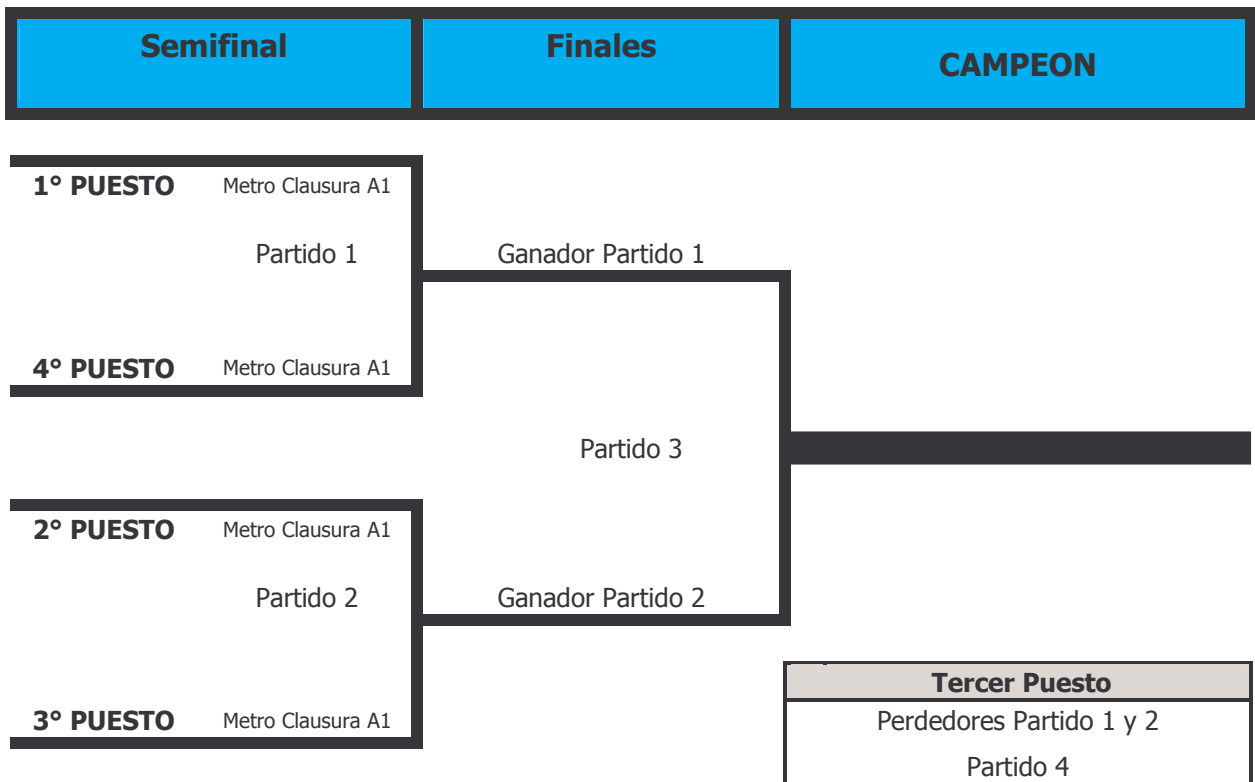 Semifinal
Finales
CAMPEON
1° PUESTO Metro Clausura A1
Partido 1
Ganador Partido 1
4° PUESTO Metro Clausura A1
Partido 3
2° PUESTO Metro Clausura A1
Partido 2
Ganador Partido 2
3° PUESTO Metro Clausura A1
Tercer Puesto
Perdedores Partido 1 y 2
Partido 4